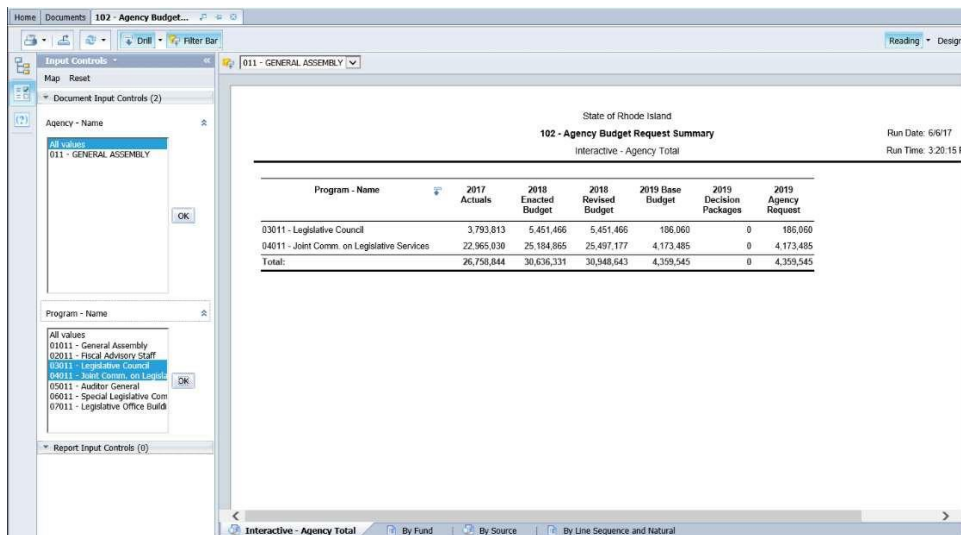 Home Documents 102 - Agency Budget...
Drill Filter Bar Reading Design
Input Controls 011 - GENERAL ASSEMBLY
Map Reset
Document Input Controls (2)
Agency - Name
All values
011 - GENERAL ASSEMBLY
OK
Program - Name
All values
01011 - General Assembly
02011 - Fiscal Advisory Staff
03011 - Legislative Council
04011 - Joint Comm. on Legisla
05011 - Auditor General
06011 - Special Legislative Com
07011 - Legislative Office Buildi
OK
Report Input Controls (0)
State of Rhode Island
102 - Agency Budget Request Summary Run Date: 6/6/17
Interactive - Agency Total Run Time: 3:20:15 P
Program - Name 2017 Actuals 2018 Enacted Budget 2018 Revised Budget 2019 Base Budget 2019 Decision Packages 2019 Agency Request
03011 - Legislative Council 3,793,813 5,451,466 5,451,466 186,060 0 186,060
04011 - Joint Comm. on Legislative Services 22,965,030 25,184,865 25,497,177 4,173,485 0 4,173,485
Total: 26,758,844 30,636,331 30,948,643 4,359,545 0 4,359,545
Interactive - Agency Total By Fund By Source By Line Sequence and Natural